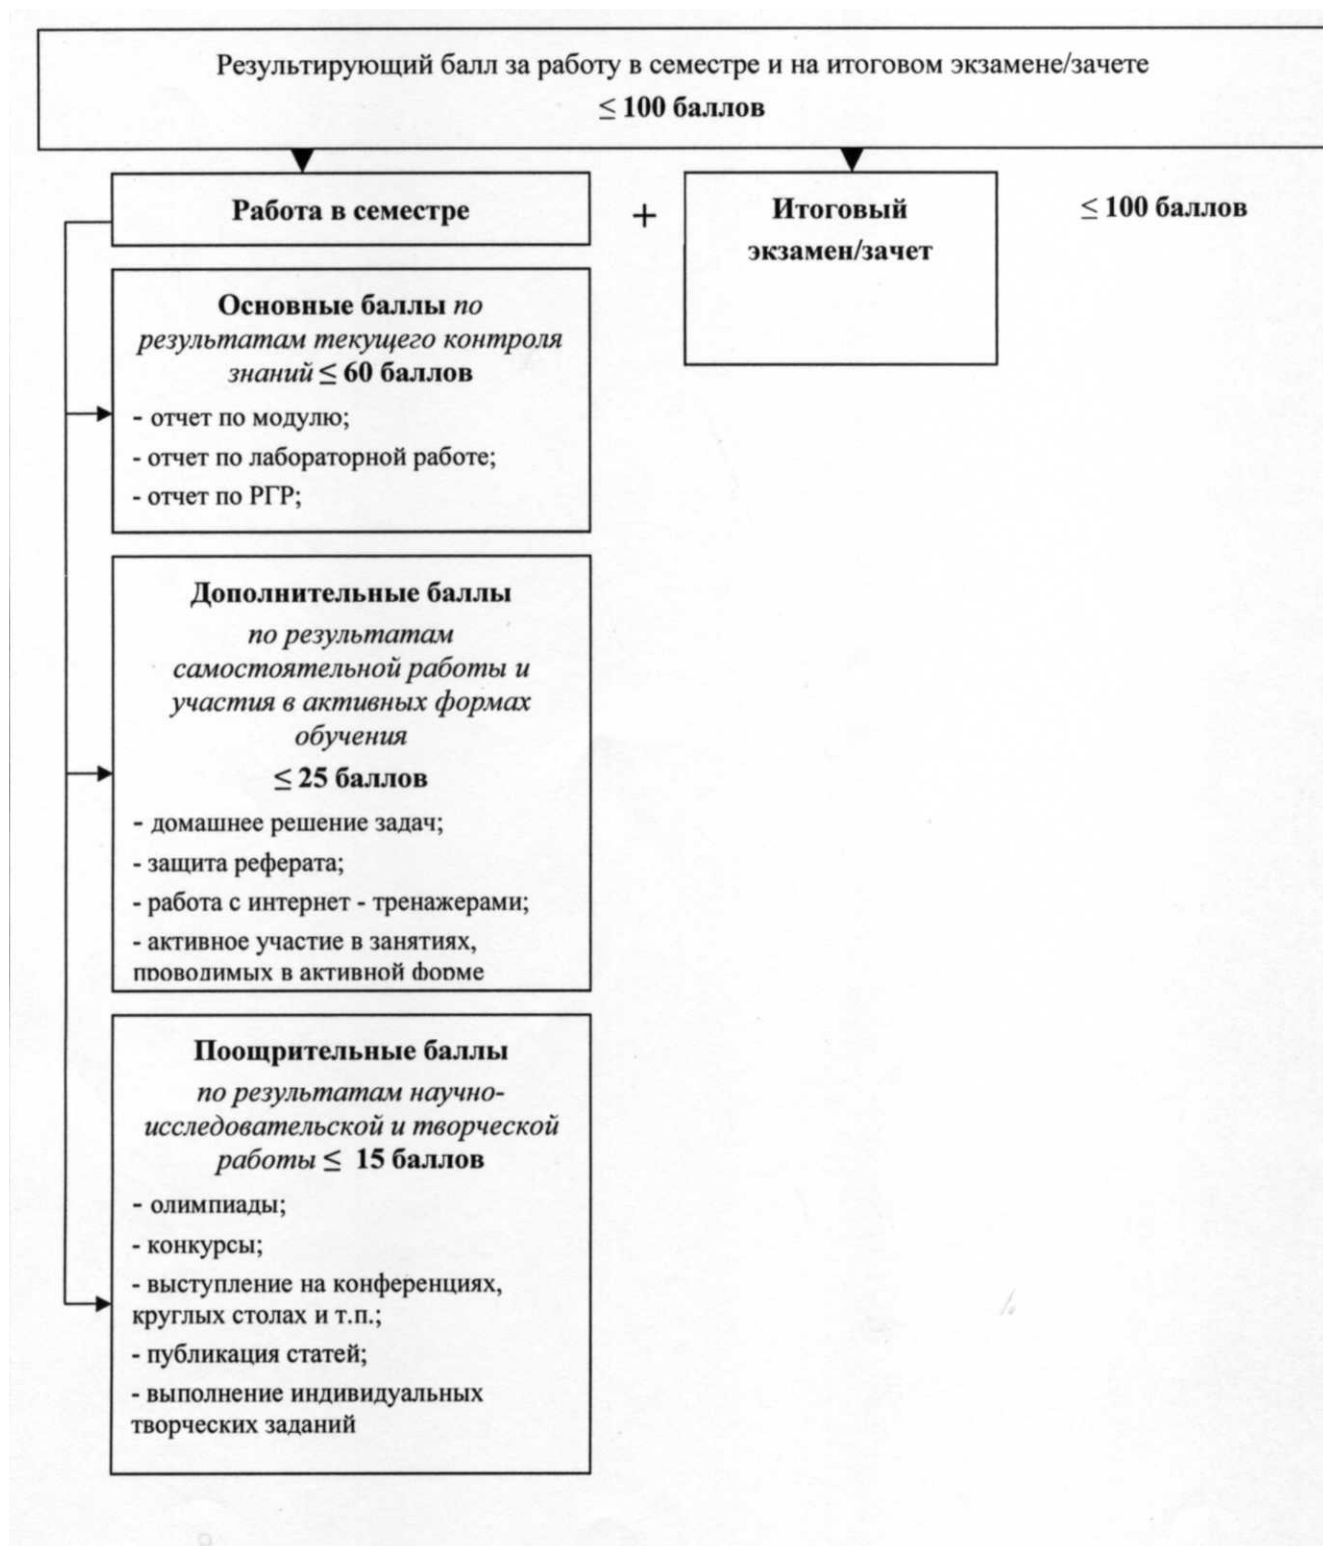 Результирующий балл за работу в семестре и на итоговом экзамене/зачете
≤ 100 баллов
Работа в семестре
+
Итоговый
экзамен/зачет
≤ 100 баллов
Основные баллы по
результатам текущего контроля
знаний ≤ 60 баллов
- отчет по модулю;
- отчет по лабораторной работе;
- отчет по РГР;
Дополнительные баллы
по результатам
самостоятельной работы и
участия в активных формах
обучения
≤ 25 баллов
- домашнее решение задач;
- защита реферата;
- работа с интернет - тренажерами;
- активное участие в занятиях,
проводимых в активной форме
Поощрительные баллы
по результатам научно-
исследовательской и творческой
работы ≤ 15 баллов
- олимпиады;
- конкурсы;
- выступление на конференциях,
круглых столах и т.п.;
- публикация статей;
- выполнение индивидуальных
творческих заданий